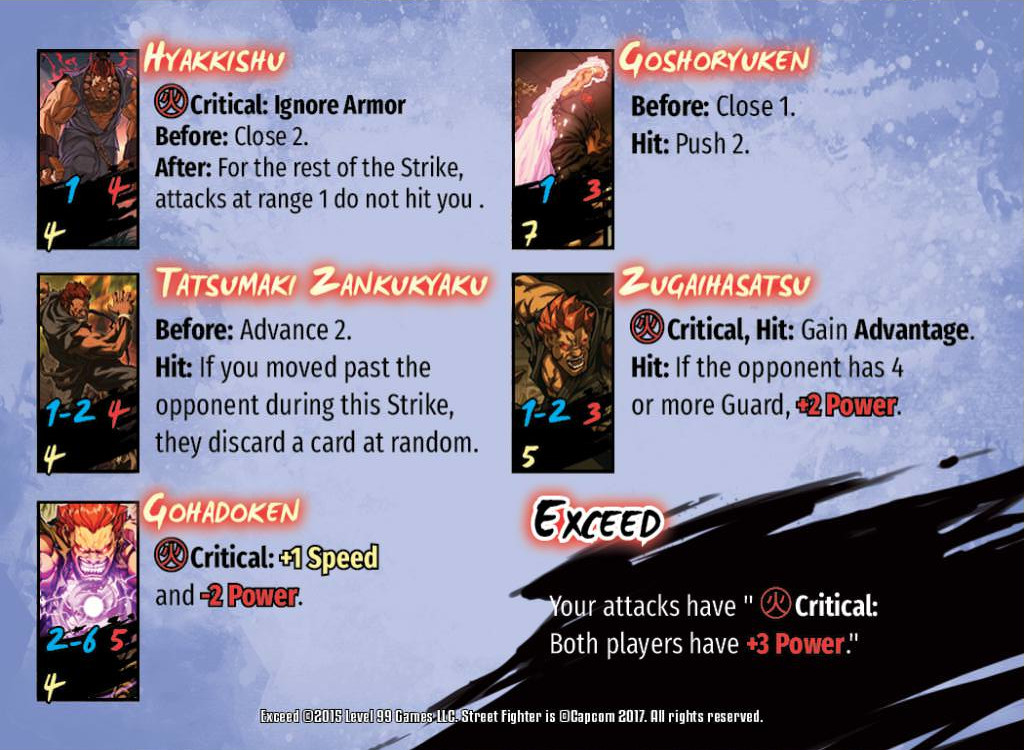 Hyakkishu
火 Critical: Ignore Armor
Before: Close 2.
After: For the rest of the Strike,
attacks at range 1 do not hit you .
1 4
4
Goshoryuken
Before: Close 1.
Hit: Push 2.
1 3
7
Tatsumaki Zankukyaku
Before: Advance 2.
Hit: If you moved past the
opponent during this Strike,
they discard a card at random.
1-2 4
4
Zugaihasatsu
火 Critical, Hit: Gain Advantage.
Hit: If the opponent has 4
or more Guard, +2 Power.
1-2 3
5
Gohadoken
火 Critical: +1 Speed
and -2 Power.
2-6 5
4
Exceed
Your attacks have " 火 Critical:
Both players have +3 Power."
Exceed ©2015 Level 99 Games LLC. Street Fighter is ©Capcom 2017. All rights reserved.